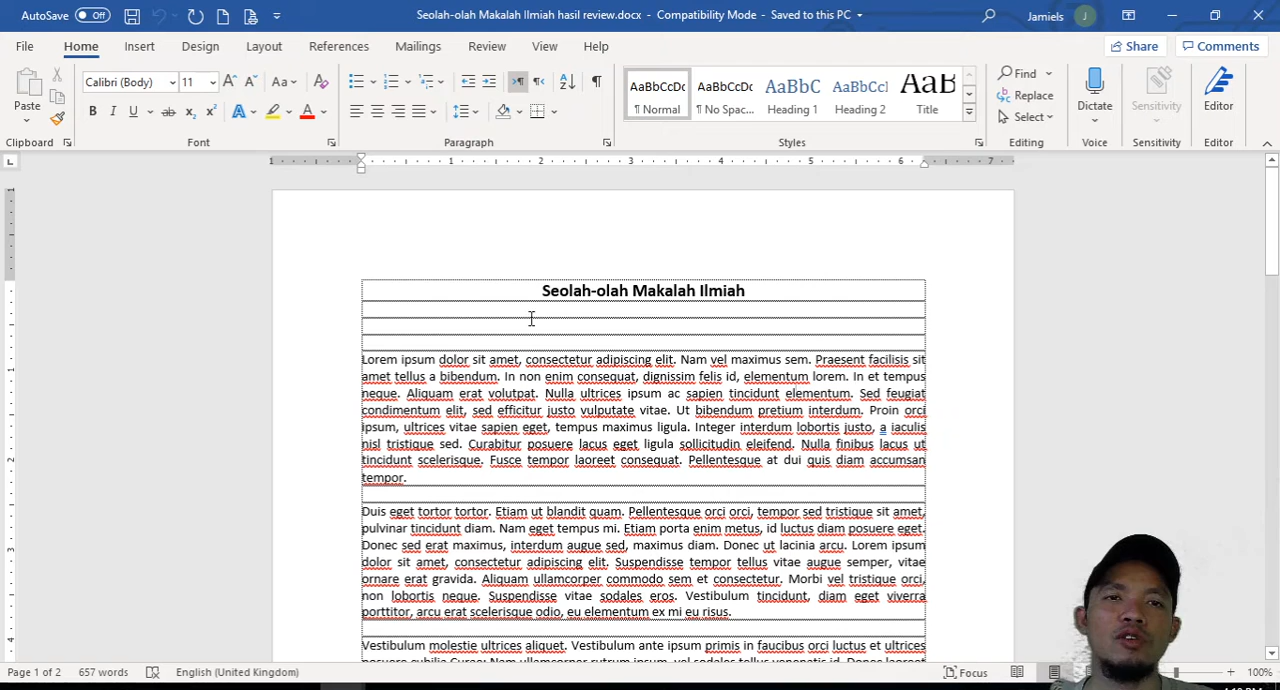 AutoSave Off Seolah-olah Makalah Ilmiah hasil review.docx - Compatibility Mode - Saved to this PC Jamiels J
File Home Insert Design Layout References Mailings Review View Help Share Comments
Calibri (Body) 11 Aa AaBbCcDc AaBbCcDc AaBbC AaBbCcl AaB Find
Paste Replace Dictate Sensitivity Editor
B I U ab x₂ x² A A ¶ Normal ¶ No Spac... Heading 1 Heading 2 Title Select
Clipboard Font Paragraph Styles Editing Voice Sensitivity Editor
1 1 2 3 4 5 6 7
Seolah-olah Makalah Ilmiah
Lorem ipsum dolor sit amet, consectetur adipiscing elit. Nam vel maximus sem. Praesent facilisis sit
amet tellus a bibendum. In non enim consequat, dignissim felis id, elementum lorem. In et tempus
neque. Aliquam erat volutpat. Nulla ultrices ipsum ac sapien tincidunt elementum. Sed feugiat
condimentum elit, sed efficitur justo vulputate vitae. Ut bibendum pretium interdum. Proin orci
ipsum, ultrices vitae sapien eget, tempus maximus ligula. Integer interdum lobortis justo, a iaculis
nisl tristique sed. Curabitur posuere lacus eget ligula sollicitudin eleifend. Nulla finibus lacus ut
tincidunt scelerisque. Fusce tempor laoreet consequat. Pellentesque at dui quis diam accumsan
tempor.
Duis eget tortor tortor. Etiam ut blandit quam. Pellentesque orci orci, tempor sed tristique sit amet,
pulvinar tincidunt diam. Nam eget tempus mi. Etiam porta enim metus, id luctus diam posuere eget.
Donec sed erat maximus, interdum augue sed, maximus diam. Donec ut lacinia arcu. Lorem ipsum
dolor sit amet, consectetur adipiscing elit. Suspendisse tempor tellus vitae augue semper, vitae
ornare erat gravida. Aliquam ullamcorper commodo sem et consectetur. Morbi vel tristique orci,
non lobortis neque. Suspendisse vitae sodales eros. Vestibulum tincidunt, diam eget viverra
porttitor, arcu erat scelerisque odio, eu elementum ex mi eu risus.
Vestibulum molestie ultrices aliquet. Vestibulum ante ipsum primis in faucibus orci luctus et ultrices
Page 1 of 2 657 words English (United Kingdom) Focus 100%